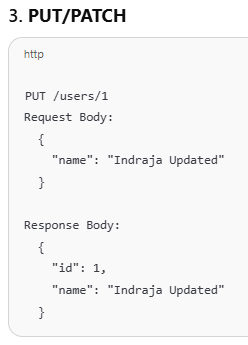 3. PUT/PATCH
http
PUT /users/1
Request Body:
  {
    "name": "Indraja Updated"
  }

Response Body:
  {
    "id": 1,
    "name": "Indraja Updated"
  }